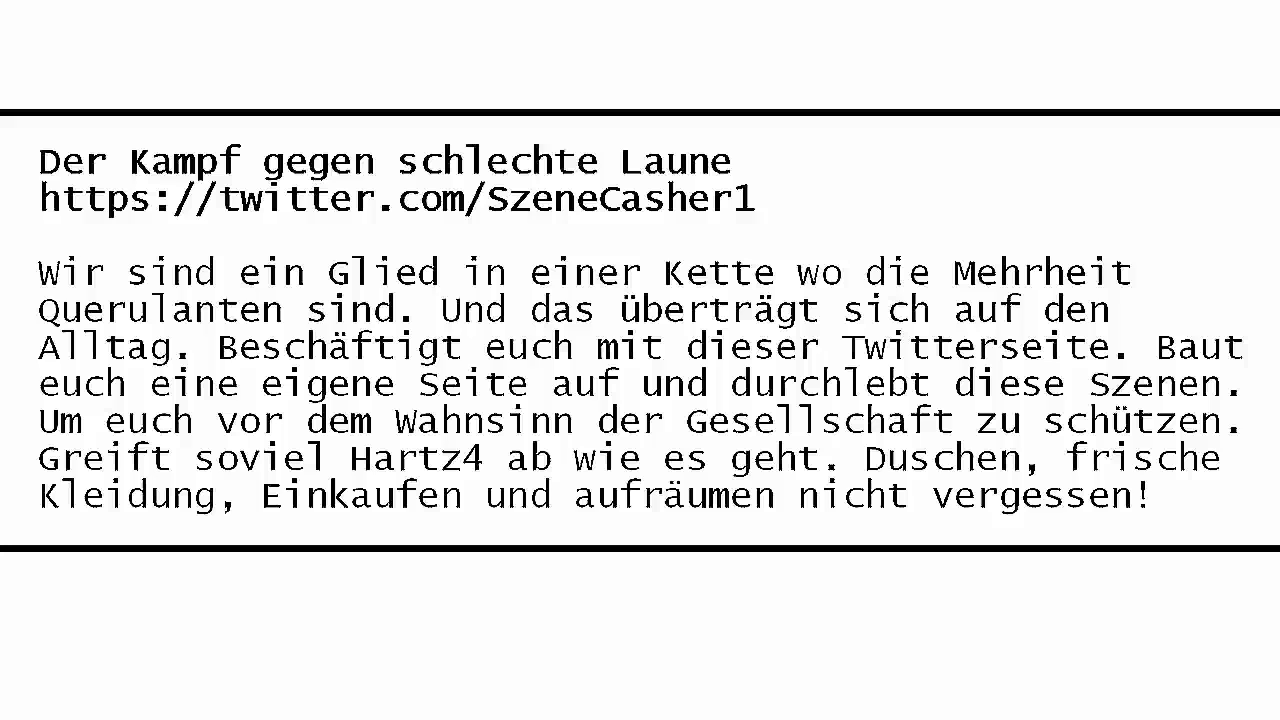 Der Kampf gegen schlechte Laune
https://twitter.com/SzeneCasher1
Wir sind ein Glied in einer Kette wo die Mehrheit
Querulanten sind. Und das überträgt sich auf den
Alltag. Beschäftigt euch mit dieser Twitterseite. Baut
euch eine eigene Seite auf und durchlebt diese Szenen.
Um euch vor dem Wahnsinn der Gesellschaft zu schützen.
Greift soviel Hartz4 ab wie es geht. Duschen, frische
Kleidung, Einkaufen und aufräumen nicht vergessen!